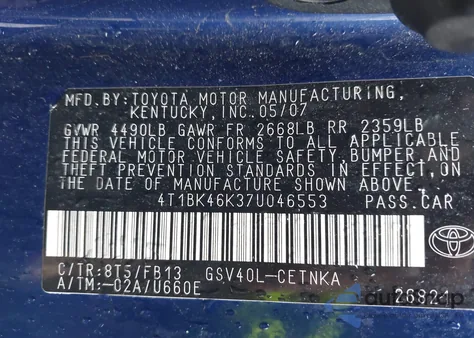 MFD.BY:TOYOTA MOTOR MANUFACTURING,
KENTUCKY, INC. 05/07
GVWR 4490LB GAWR FR 2668LB RR 2359LB
THIS VEHICLE CONFORMS TO ALL APPLICABLE
FEDERAL MOTOR VEHICLE SAFETY, BUMPER, AND
THEFT PREVENTION STANDARDS IN EFFECT ON
THE DATE OF MANUFACTURE SHOWN ABOVE.
4T1BK46K37U046553 PASS.CAR
C/TR:8T5/FB13 GSV40L-CETNKA
A/TM:-02A/U660E